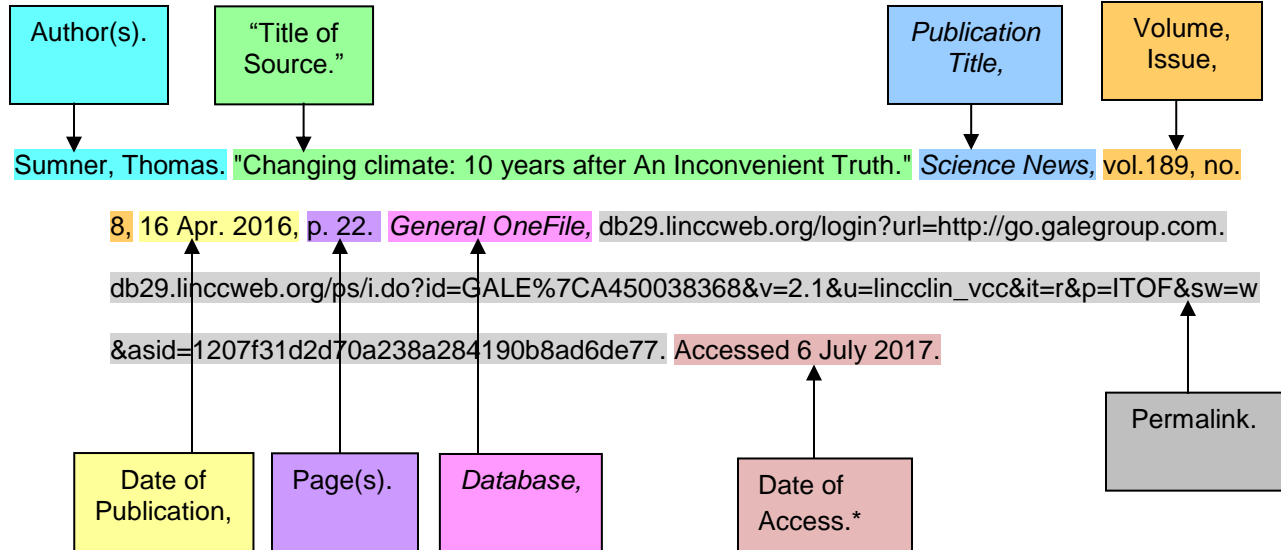 Author(s).
“Title of
Source.”
Publication
Title,
Volume,
Issue,
Sumner, Thomas. "Changing climate: 10 years after An Inconvenient Truth." Science News, vol.189, no.
8, 16 Apr. 2016, p. 22. General OneFile, db29.linccweb.org/login?url=http://go.galegroup.com.
db29.linccweb.org/ps/i.do?id=GALE%7CA450038368&v=2.1&u=lincclin_vcc&it=r&p=ITOF&sw=w
&asid=1207f31d2d70a238a284190b8ad6de77. Accessed 6 July 2017.
Date of
Publication,
Page(s).
Database,
Date of
Access.*
Permalink.